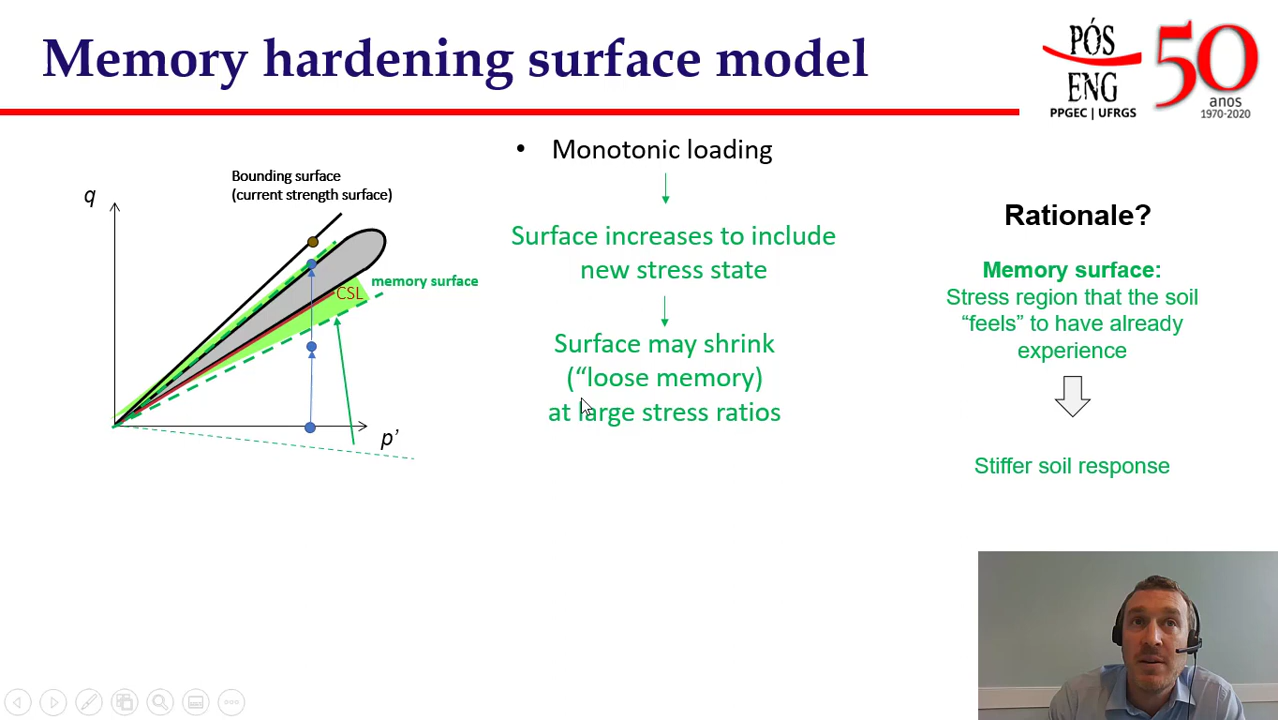 Memory hardening surface model
PÓS
ENG
PPGEC | UFRGS
50
anos
1970-2020
Bounding surface
(current strength surface)
q
memory surface
CSL
p’
• Monotonic loading
Surface increases to include
new stress state
Surface may shrink
(“loose memory)
at large stress ratios
Rationale?
Memory surface:
Stress region that the soil
“feels” to have already
experience
Stiffer soil response